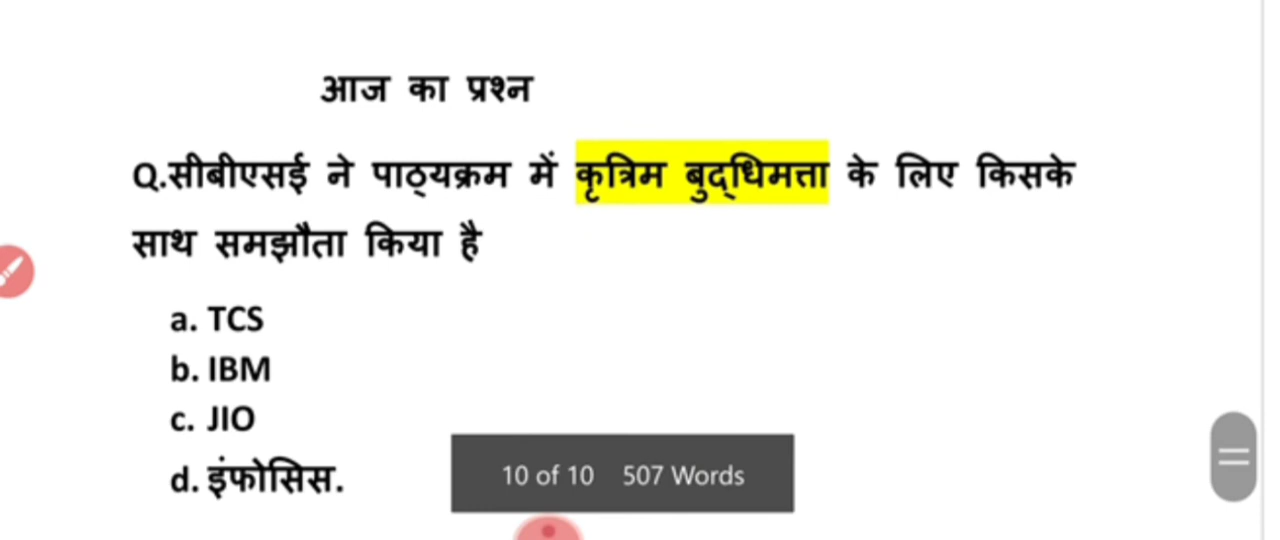 आज का प्रश्न
Q.सीबीएसई ने पाठ्यक्रम में कृत्रिम बुद्धिमत्ता के लिए किसके
साथ समझौता किया है
a. TCS
b. IBM
c. JIO
d. इंफोसिस.
10 of 10 507 Words